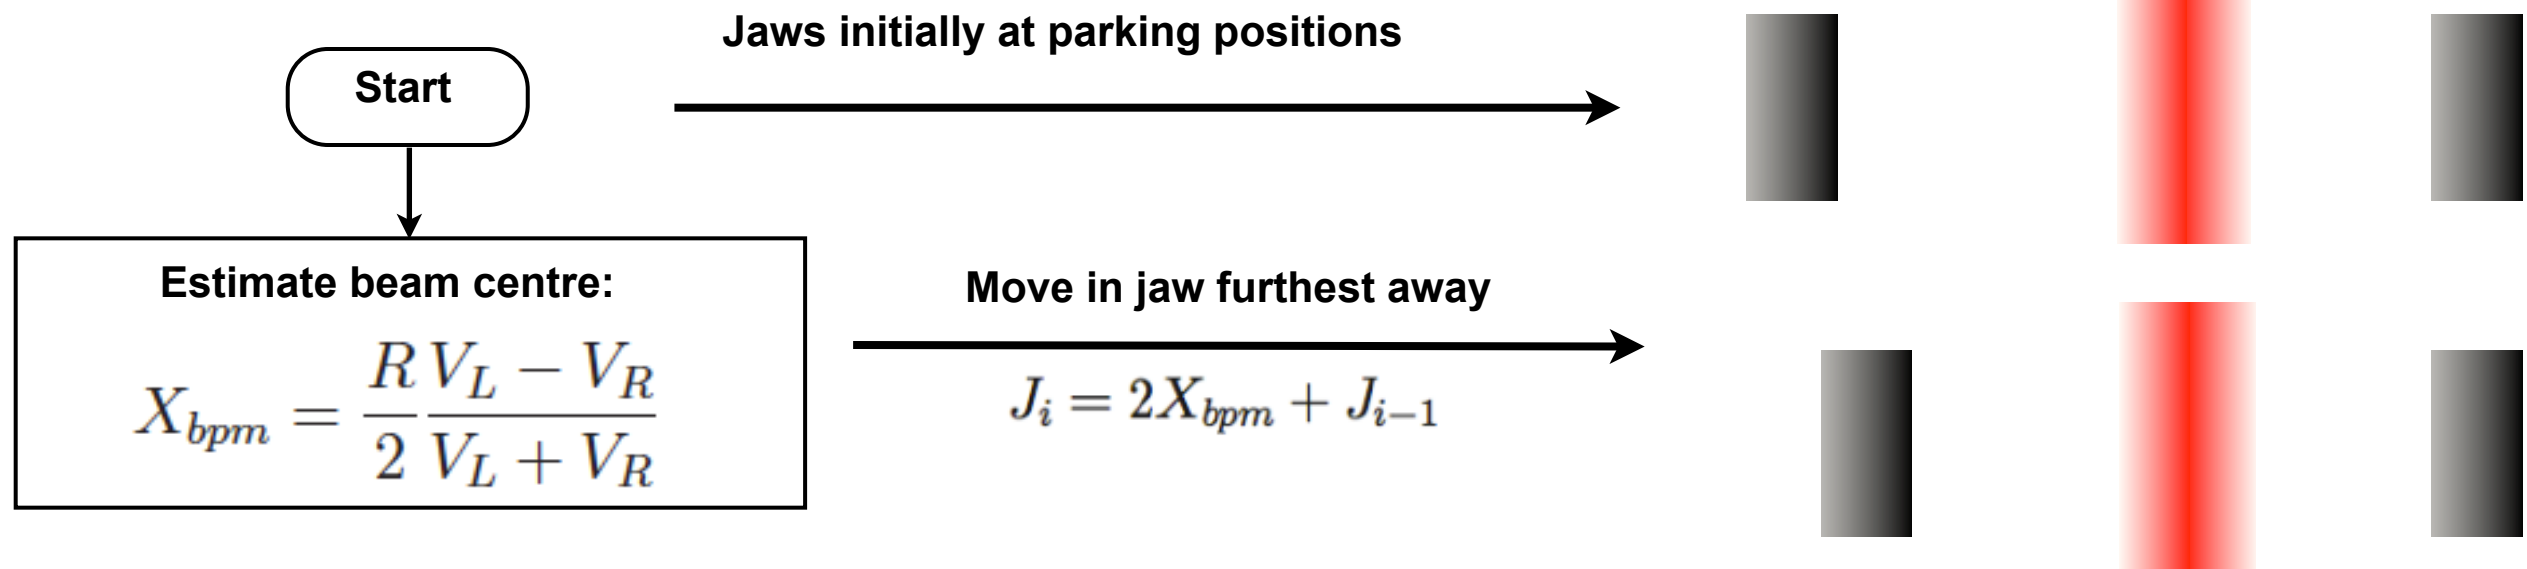 Jaws initially at parking positions
Start
Estimate beam centre:
Move in jaw furthest away
X_{bpm} = \frac{R}{2} \frac{V_L - V_R}{V_L + V_R}
J_i = 2X_{bpm} + J_{i-1}